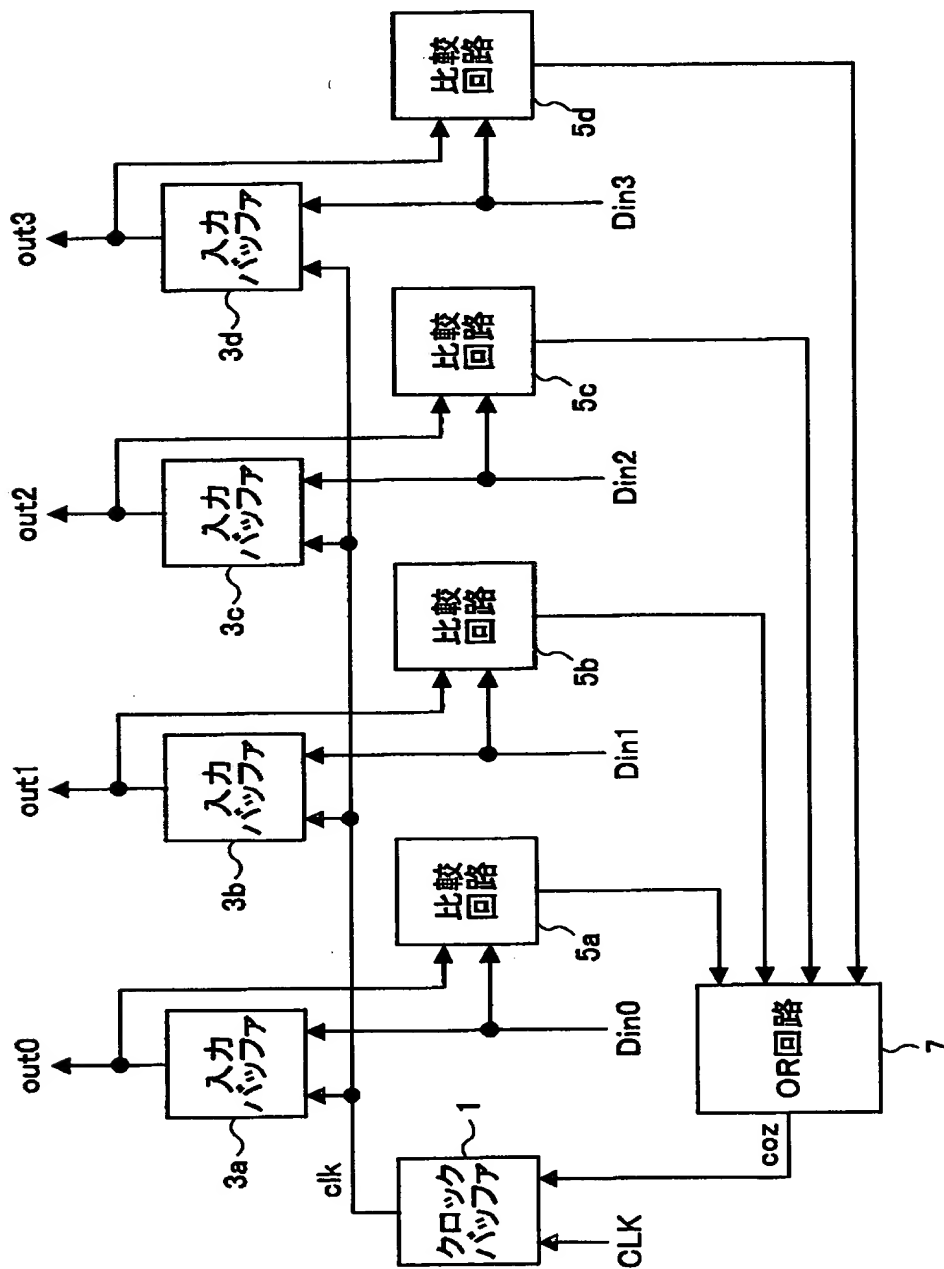 out0
out1
out2
out3
入力
バッファ
3a
入力
バッファ
3b
入力
バッファ
3c
入力
バッファ
3d
clk
比較
回路
5a
比較
回路
5b
比較
回路
5c
比較
回路
5d
クロック
バッファ
1
Din0
Din1
Din2
Din3
CLK
coz
OR回路
7